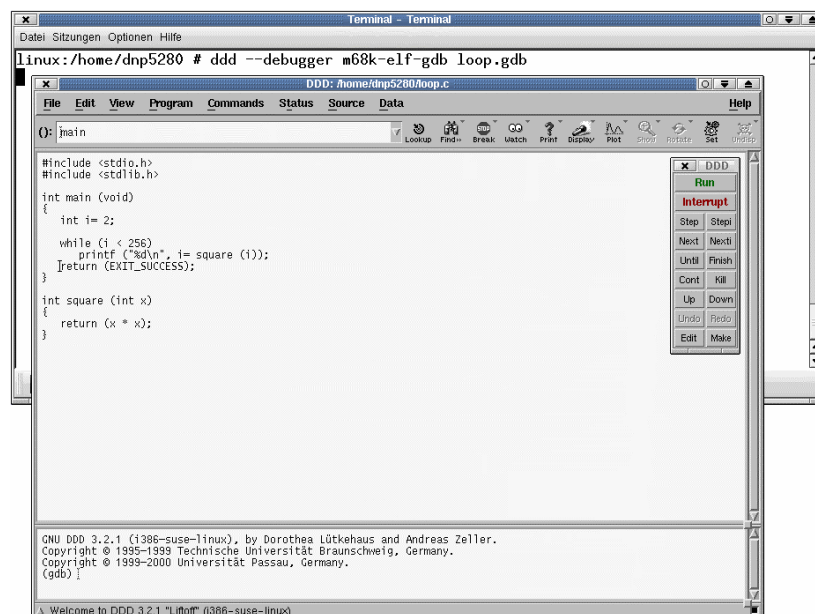 Terminal - Terminal
Datei Sitzungen Optionen Hilfe
linux:/home/dnp5280 # ddd --debugger m68k-elf-gdb loop.gdb
DDD: /home/dnp5280/loop.c
File Edit View Program Commands Status Source Data Help
(): main
Lookup Find» Break Watch Print Display Plot Show Rotate Set Undisp
#include <stdio.h>
#include <stdlib.h>
int main (void)
{
int i= 2;
while (i < 256)
printf ("%d\n", i= square (i));
return (EXIT_SUCCESS);
}
int square (int x)
{
return (x * x);
}
DDD
Run
Interrupt
Step Stepi
Next Nexti
Until Finish
Cont Kill
Up Down
Undo Redo
Edit Make
GNU DDD 3.2.1 (i386-suse-linux), by Dorothea Lütkehaus and Andreas Zeller.
Copyright © 1995-1999 Technische Universität Braunschweig, Germany.
Copyright © 1999-2000 Universität Passau, Germany.
(gdb)
Welcome to DDD 3.2.1 "Liftoff" (i386-suse-linux)